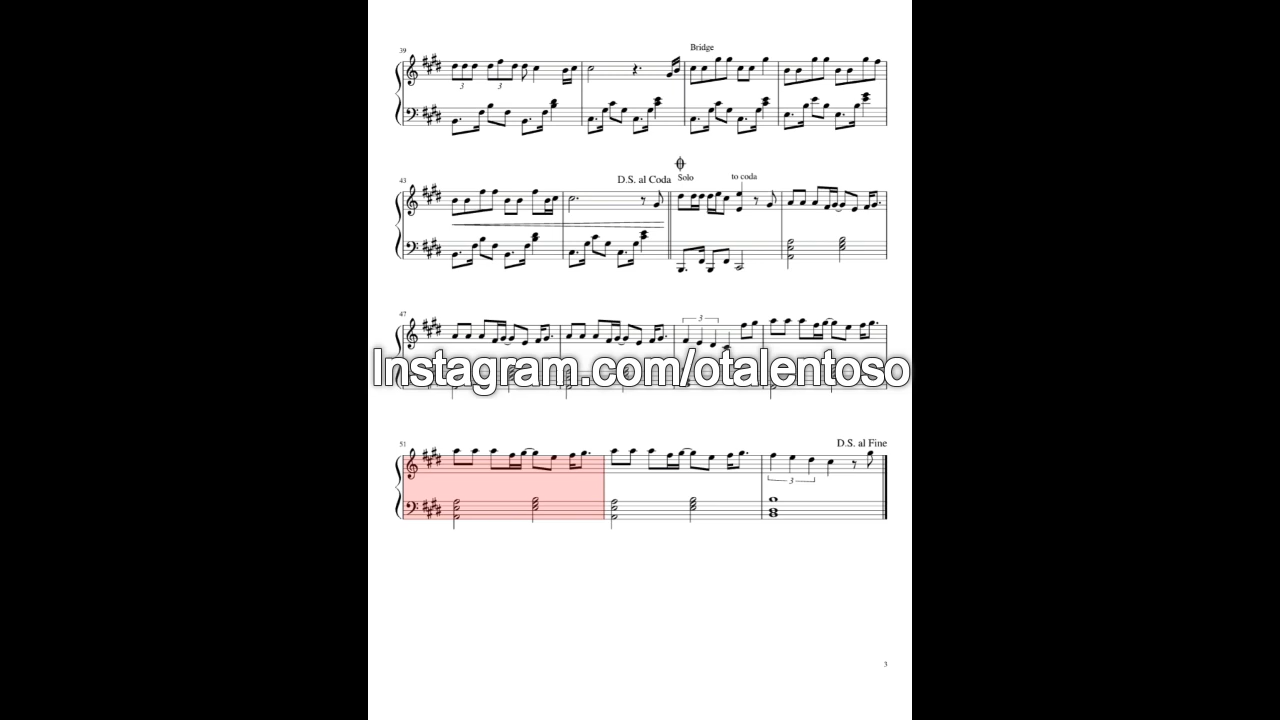 39
Bridge
3
3
43
D.S. al Coda
Solo
to coda
47
3
Instagram.com/otalentoso
51
D.S. al Fine
3
3